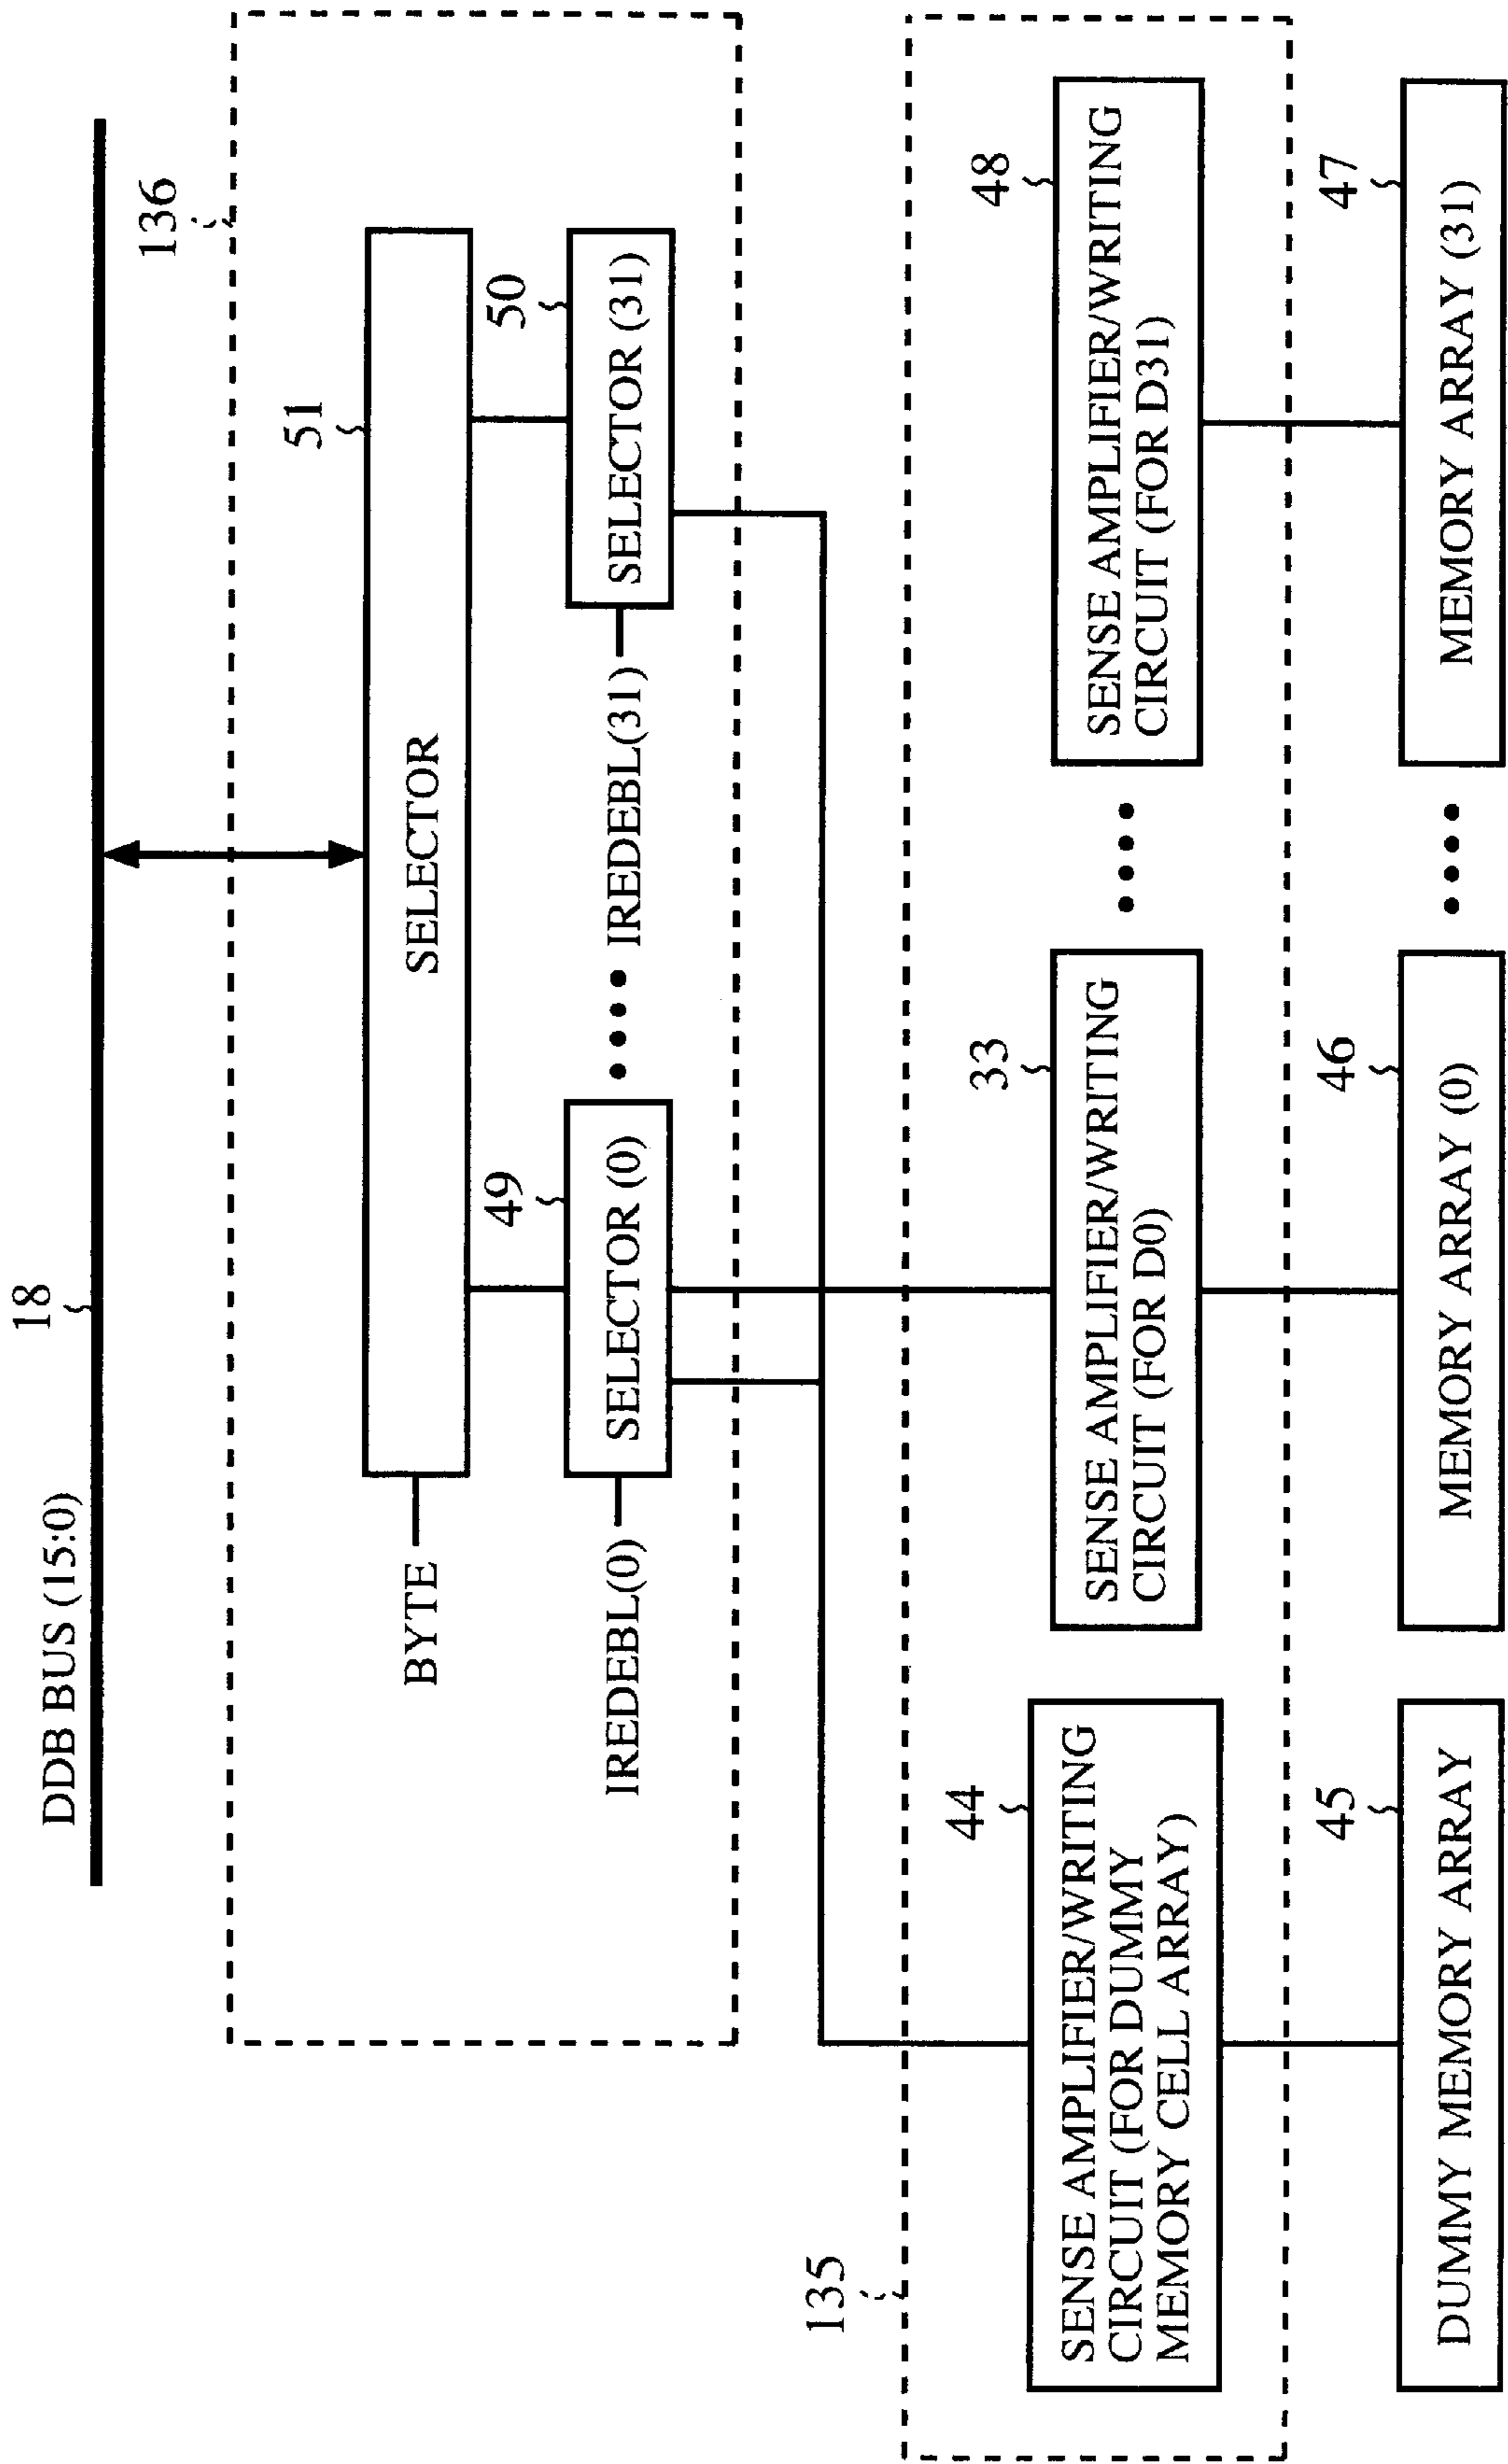 18
DDB BUS (15:0)
136
51
BYTE
SELECTOR
49
50
IREDEBL(0)
SELECTOR (0)
•••• IREDEBL(31)
SELECTOR (31)
135
44
33
48
SENSE AMPLIFIER/WRITING
CIRCUIT (FOR DUMMY
MEMORY CELL ARRAY)
SENSE AMPLIFIER/WRITING
CIRCUIT (FOR D0)
••••
SENSE AMPLIFIER/WRITING
CIRCUIT (FOR D31)
45
46
47
DUMMY MEMORY ARRAY
MEMORY ARRAY (0)
••••
MEMORY ARRAY (31)